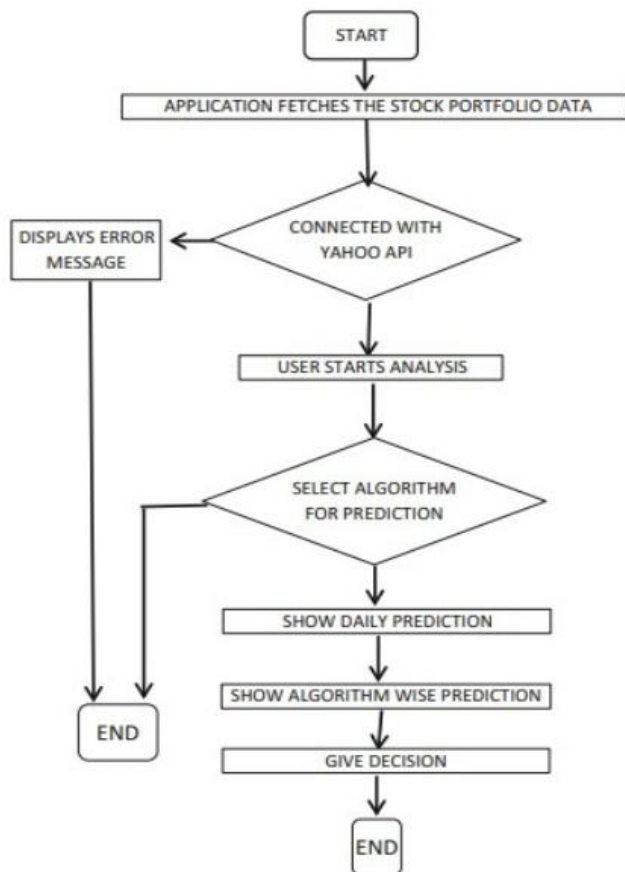 START
APPLICATION FETCHES THE STOCK PORTFOLIO DATA
CONNECTED WITH
YAHOO API
DISPLAYS ERROR
MESSAGE
USER STARTS ANALYSIS
SELECT ALGORITHM
FOR PREDICTION
SHOW DAILY PREDICTION
SHOW ALGORITHM WISE PREDICTION
END
GIVE DECISION
END